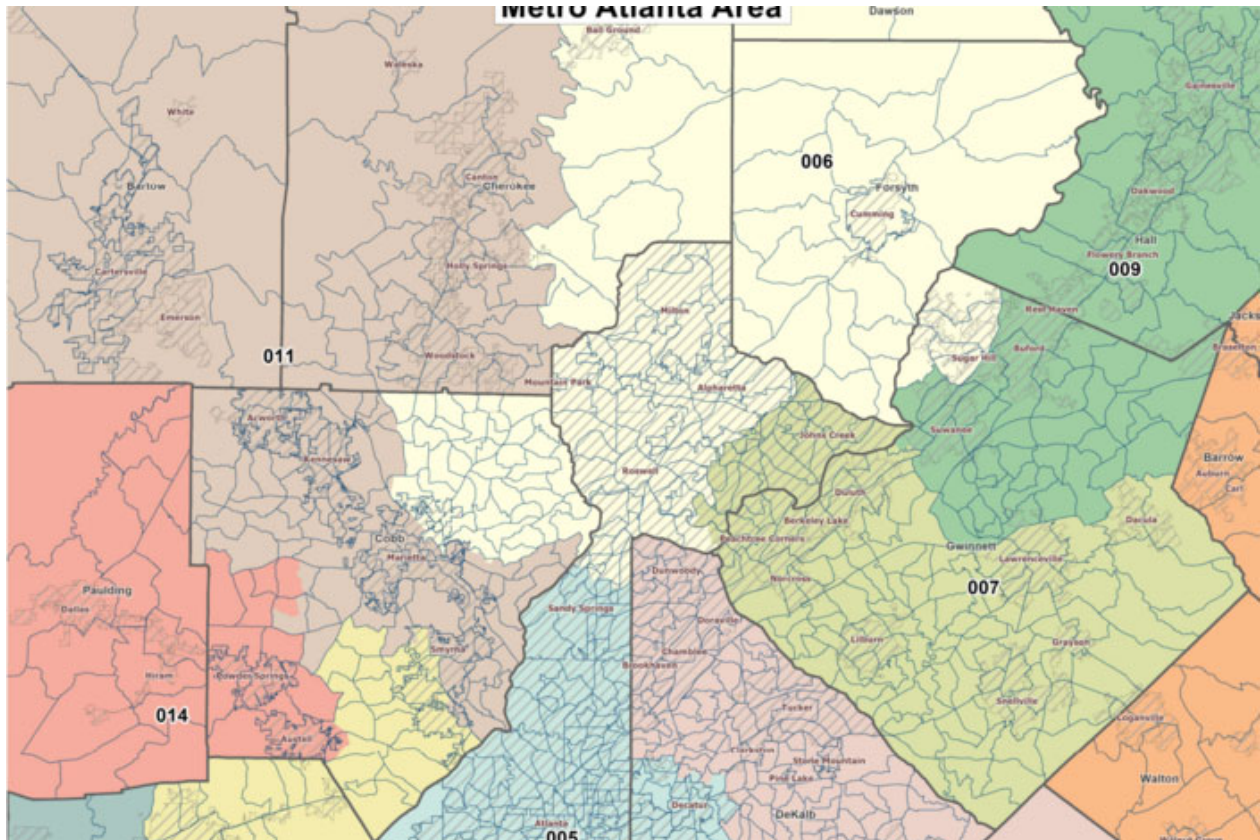 Metro Atlanta Area
Dawson
Ball Ground
Waleska
Gainesville
White
006
Canton
Cherokee
Bartow
Forsyth
Oakwood
Cumming
Hall
Flowery Branch
009
Holly Springs
Cartersville
Emerson
Milton
Rest Haven
Jacks
Buford
Braselton
011
Woodstock
Sugar Hill
Mountain Park
Alpharetta
Acworth
Johns Creek
Suwanee
Kennesaw
Roswell
Barrow
Auburn
Carl
Duluth
Berkeley Lake
Dacula
Cobb
Peachtree Corners
Gwinnett
Marietta
Lawrenceville
Dunwoody
Norcross
007
Paulding
Dallas
Sandy Springs
Doraville
Lilburn
Grayson
Smyrna
Chamblee
Brookhaven
Hiram
Powder Springs
Snellville
Tucker
014
Loganville
Austell
Clarkston
Stone Mountain
Pine Lake
Walton
Decatur
DeKalb
Atlanta
005